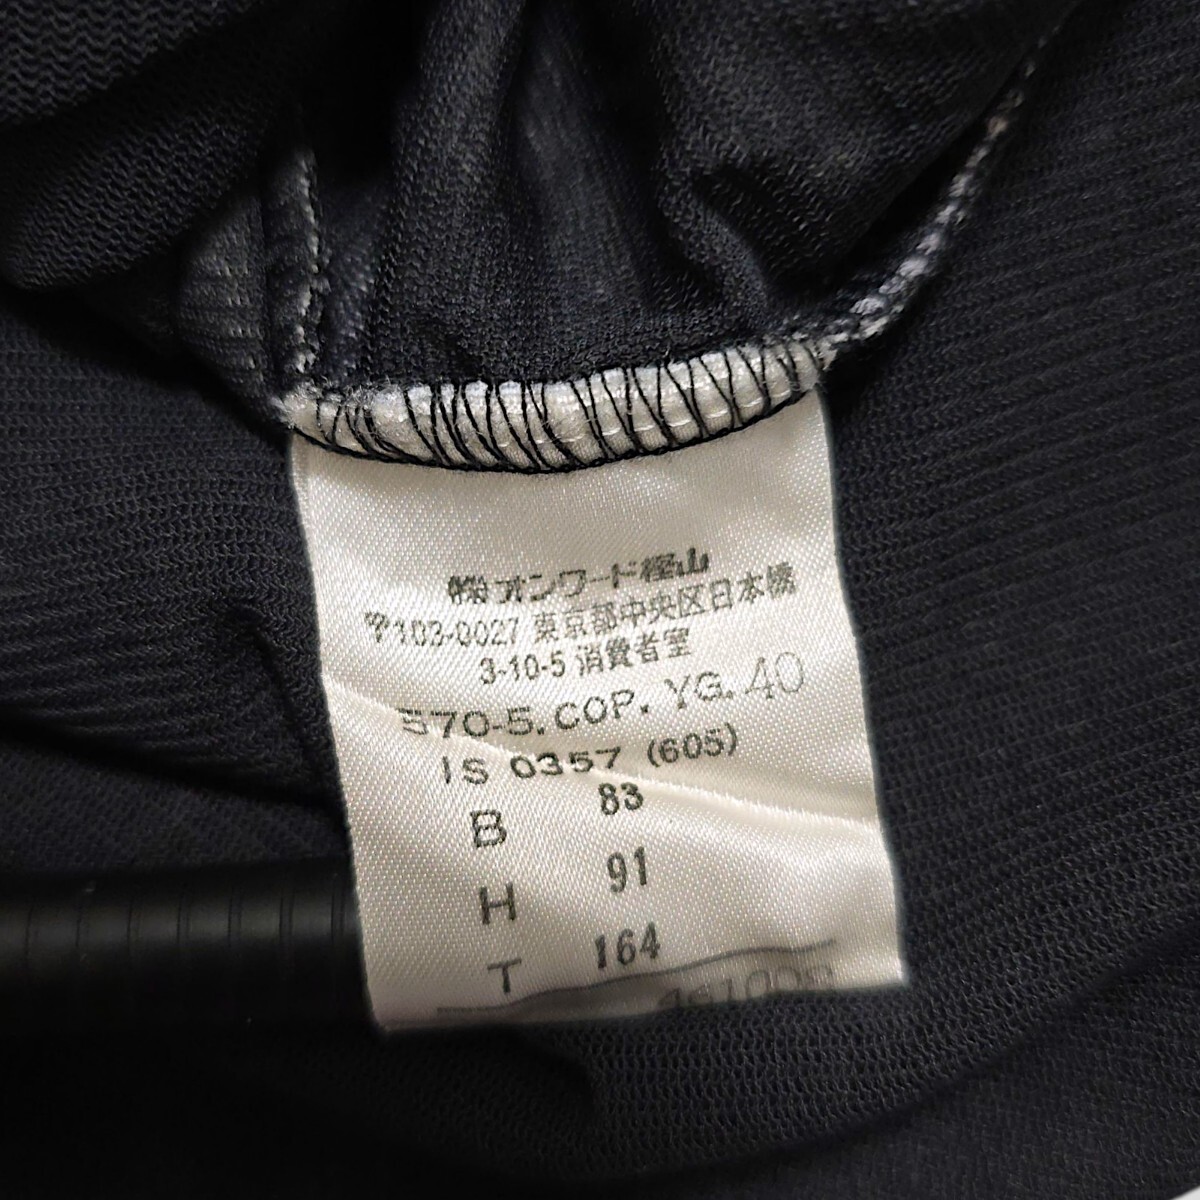 ㈱オンワード樫山
〒103-0027 東京都中央区日本橋
3-10-5 消費者室
570-5. COP. YG. 40
IS 0357 (605)
B 83
H 91
T 164